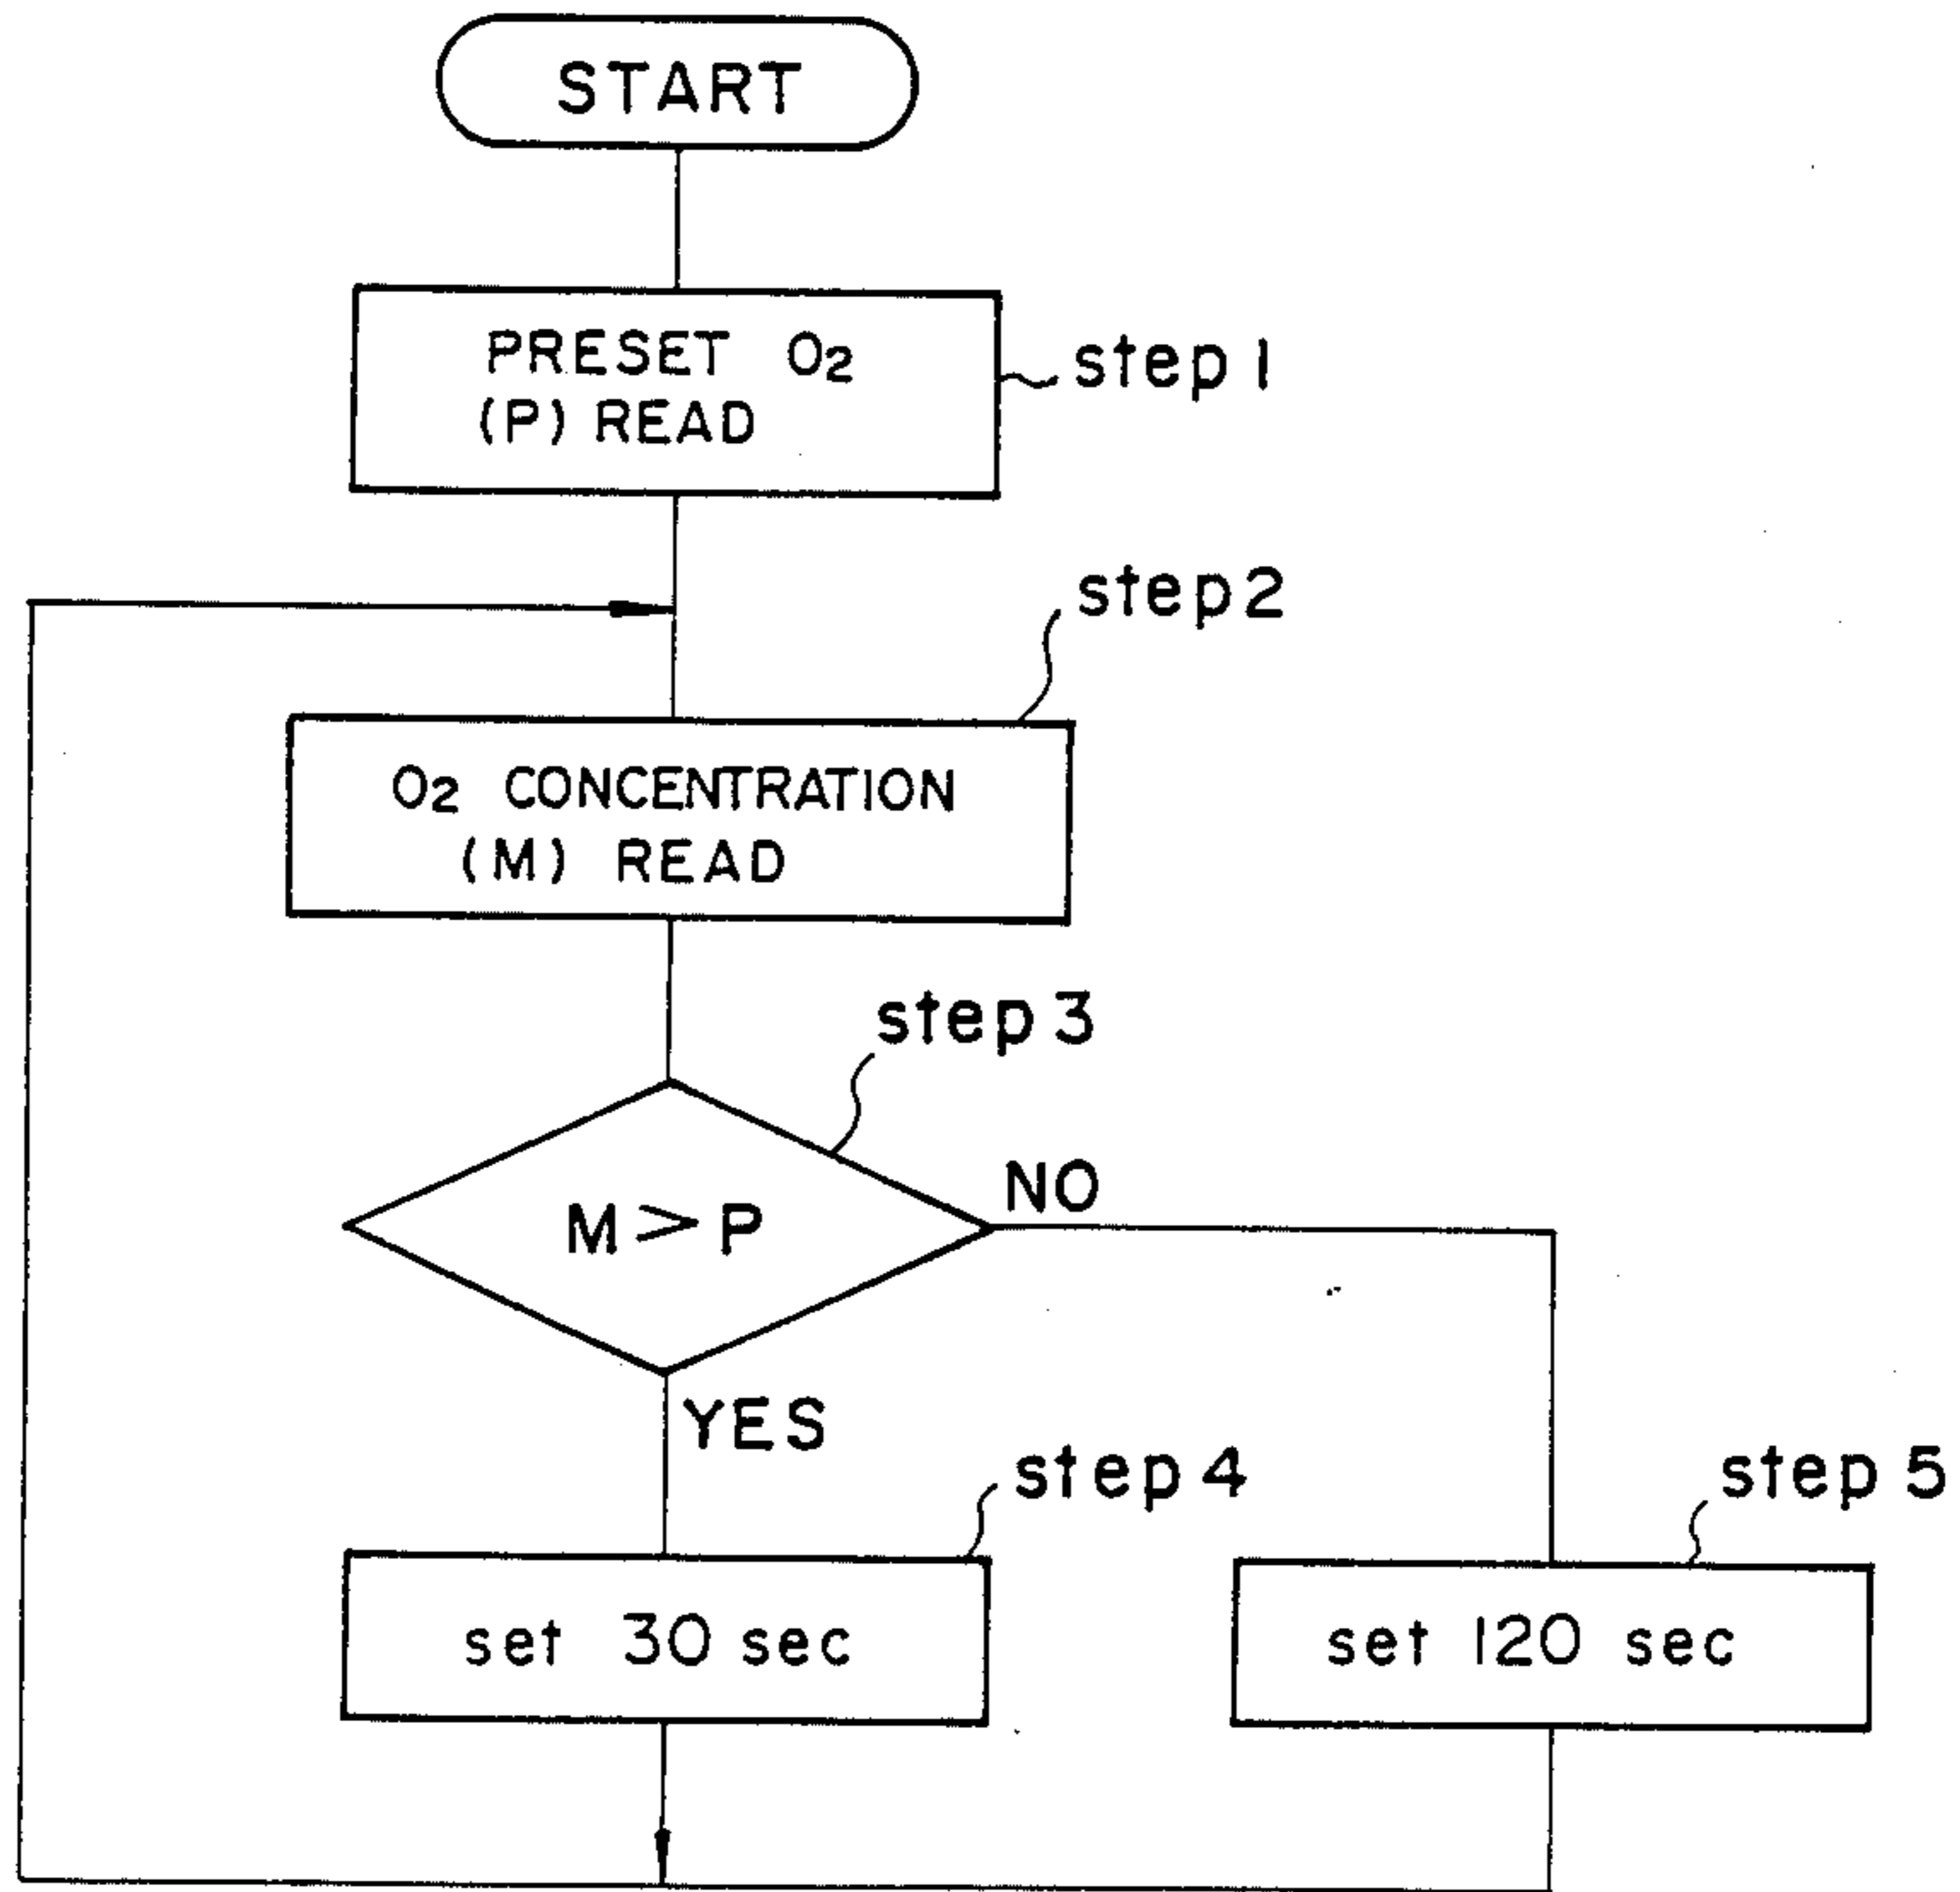 START
PRESET O2
(P) READ
step 1
step 2
O2 CONCENTRATION
(M) READ
step 3
M > P
NO
YES
step 4
step 5
set 30 sec
set 120 sec